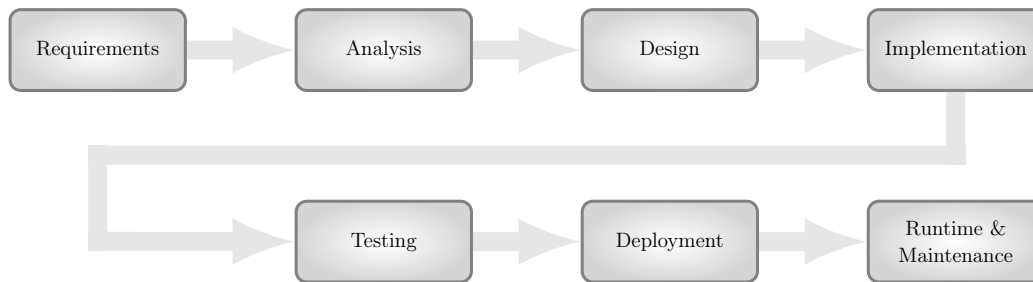 Requirements
Analysis
Design
Implementation
Testing
Deployment
Runtime &
Maintenance